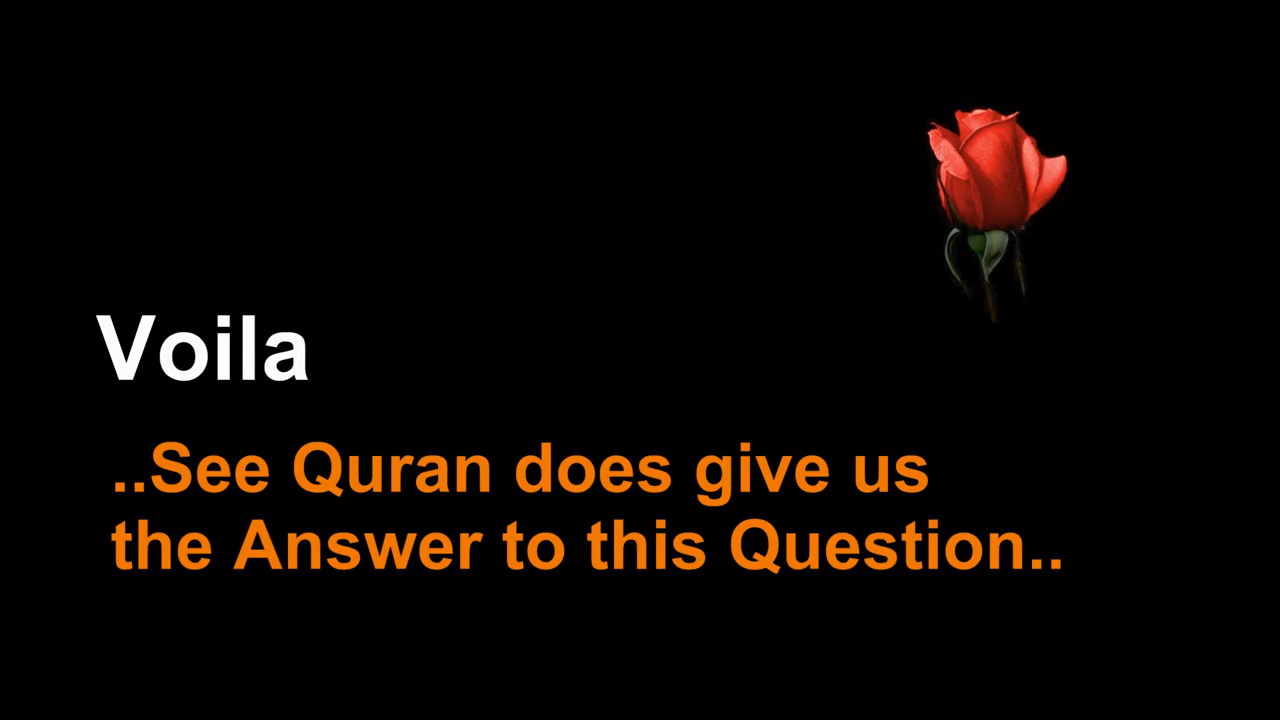 Voila
..See Quran does give us
the Answer to this Question..